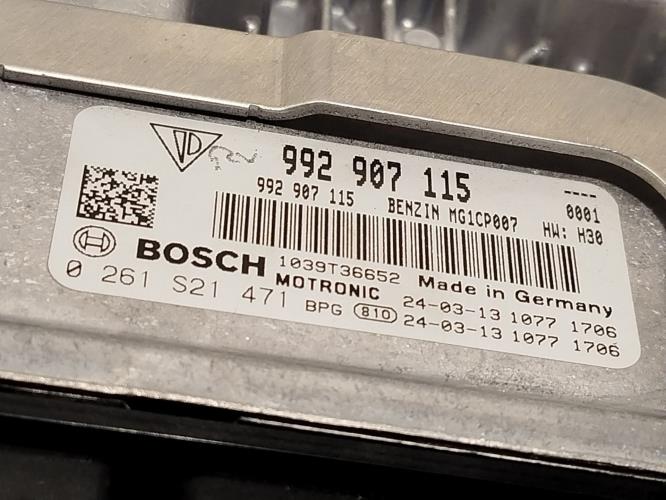 992 907 115 ----
992 907 115 BENZIN MG1CP007 0001
HW: H30
BOSCH 1039T36652 Made in Germany
0 261 S21 471 MOTRONIC 24-03-13 1077 1706
BPG 810 24-03-13 1077 1706